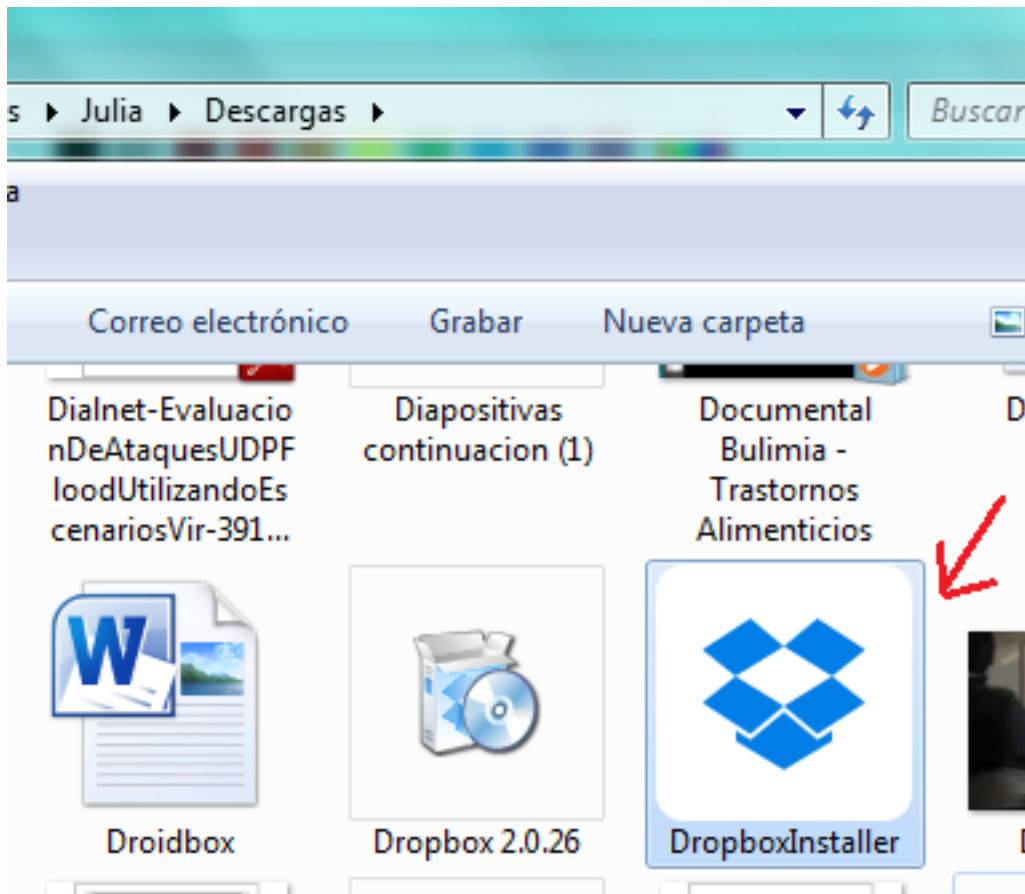 s ▸ Julia ▸ Descargas ▸
Buscar
a
Correo electrónico Grabar Nueva carpeta
Dialnet-Evaluacio
nDeAtaquesUDPF
loodUtilizandoEs
cenariosVir-391...
Diapositivas
continuacion (1)
Documental
Bulimia -
Trastornos
Alimenticios
D
Droidbox
Dropbox 2.0.26
DropboxInstaller